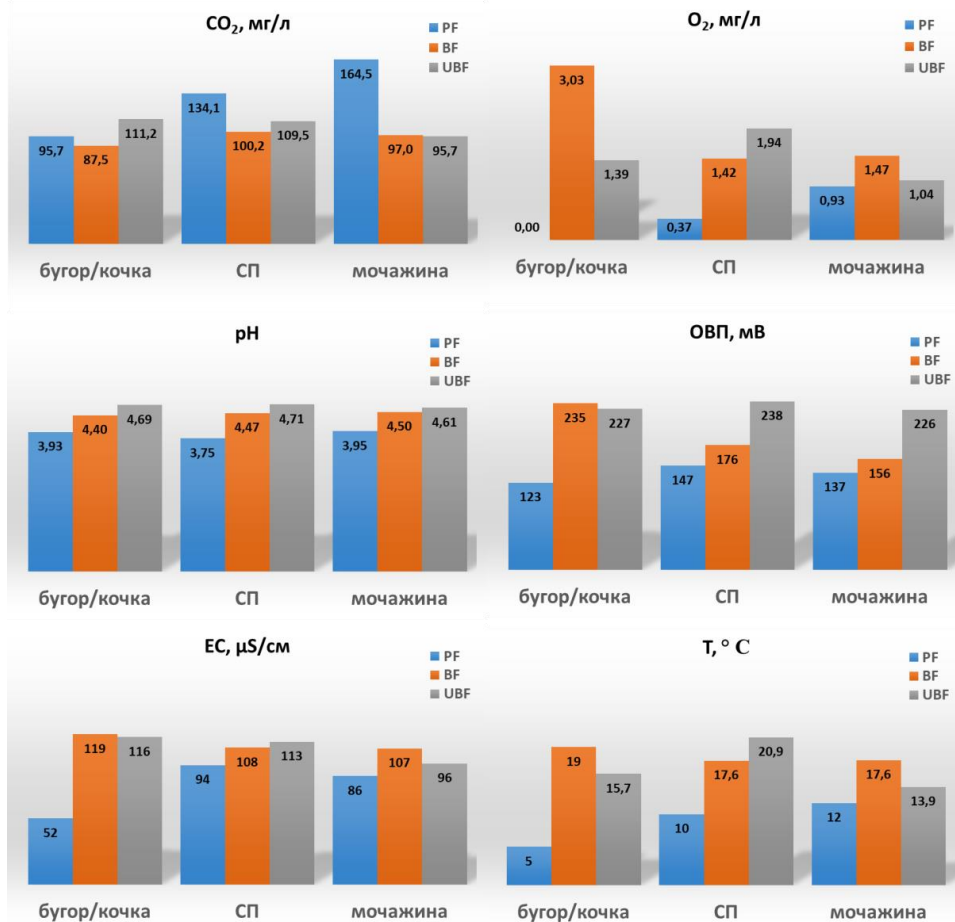 CO₂, мг/л
PF
BF
UBF
95,7
87,5
111,2
134,1
100,2
109,5
164,5
97,0
95,7
бугор/кочка
СП
мочажина
O₂, мг/л
PF
BF
UBF
0,00
3,03
1,39
0,37
1,42
1,94
0,93
1,47
1,04
бугор/кочка
СП
мочажина
pH
PF
BF
UBF
3,93
4,40
4,69
3,75
4,47
4,71
3,95
4,50
4,61
бугор/кочка
СП
мочажина
ОВП, мВ
PF
BF
UBF
123
235
227
147
176
238
137
156
226
бугор/кочка
СП
мочажина
EC, µS/см
PF
BF
UBF
52
119
116
94
108
113
86
107
96
бугор/кочка
СП
мочажина
T, ° C
PF
BF
UBF
5
19
15,7
10
17,6
20,9
12
17,6
13,9
бугор/кочка
СП
мочажина